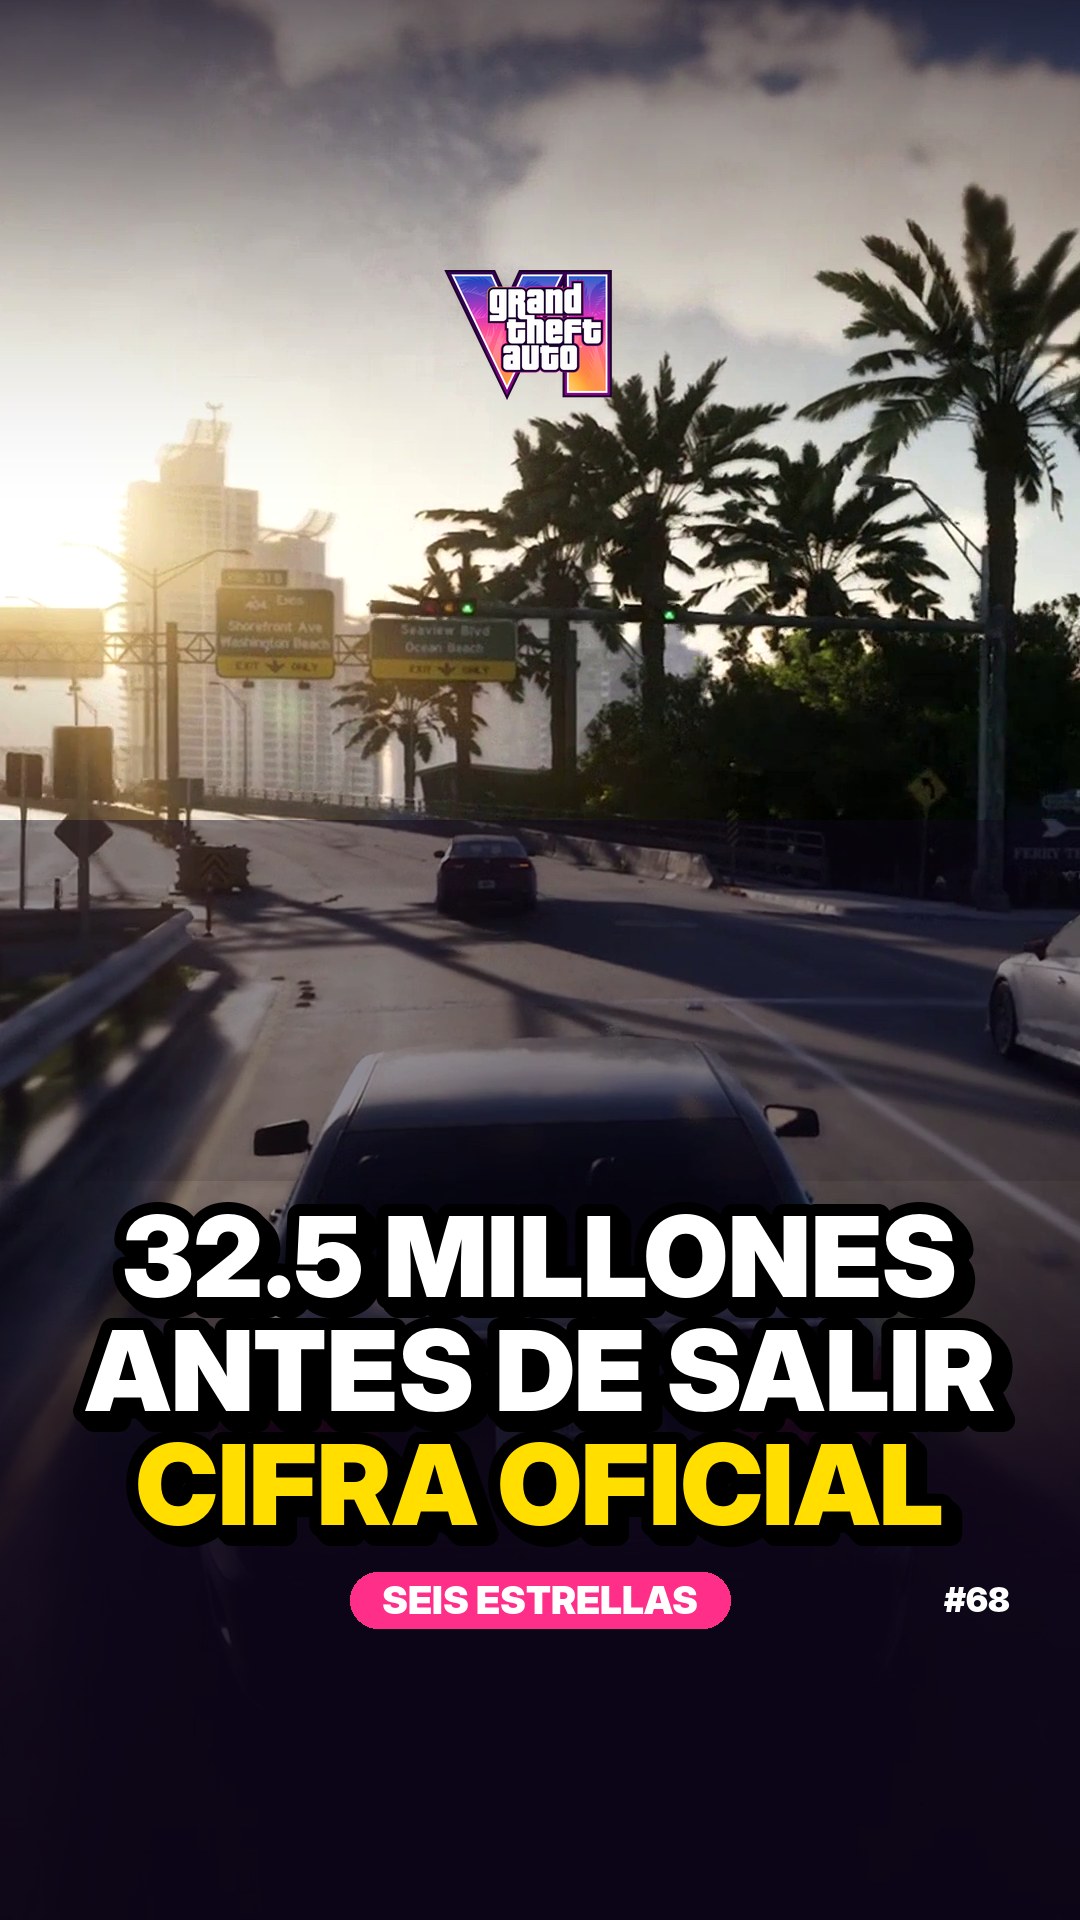 grand
theft
auto
VI
Shorefront Ave
Washington Beach
EXIT ONLY
Seaview Blvd
Ocean Beach
EXIT ONLY
32.5 MILLONES
ANTES DE SALIR
CIFRA OFICIAL
SEIS ESTRELLAS
#68